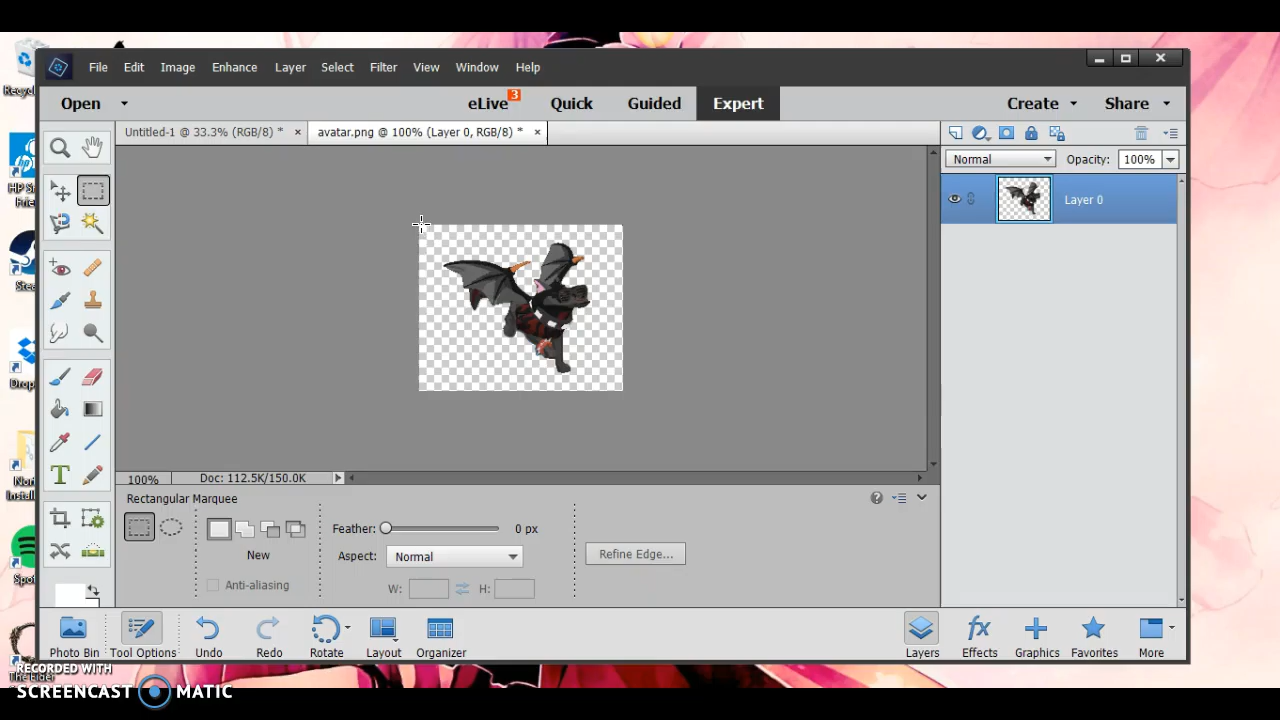 File Edit Image Enhance Layer Select Filter View Window Help
Open eLive 3 Quick Guided Expert Create Share
Untitled-1 @ 33.3% (RGB/8) * × avatar.png @ 100% (Layer 0, RGB/8) * ×
Normal Opacity: 100%
Layer 0
100% Doc: 112.5K/150.0K
Rectangular Marquee
Feather: 0 px
New
Aspect: Normal
Refine Edge...
Anti-aliasing
W: H:
Photo Bin Tool Options Undo Redo Rotate Layout Organizer Layers Effects Graphics Favorites More
RECORDED WITH
SCREENCAST MATIC